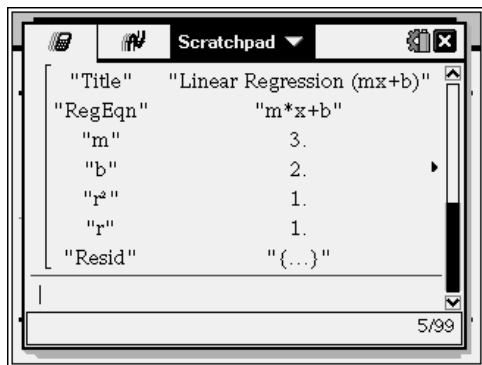 Scratchpad
"Title" "Linear Regression (mx+b)"
"RegEqn" "m*x+b"
"m" 3.
"b" 2.
"r²" 1.
"r" 1.
"Resid" "{...}"
5/99